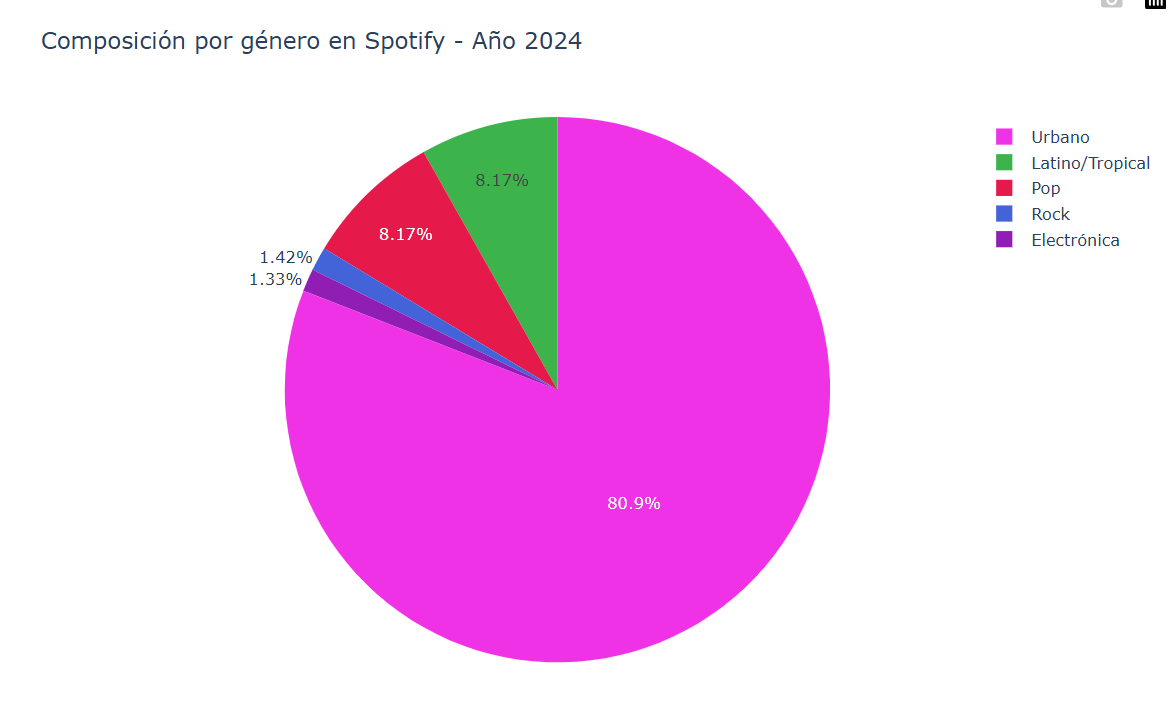 Composición por género en Spotify - Año 2024
Urbano
Latino/Tropical
Pop
Rock
Electrónica
8.17%
8.17%
1.42%
1.33%
80.9%